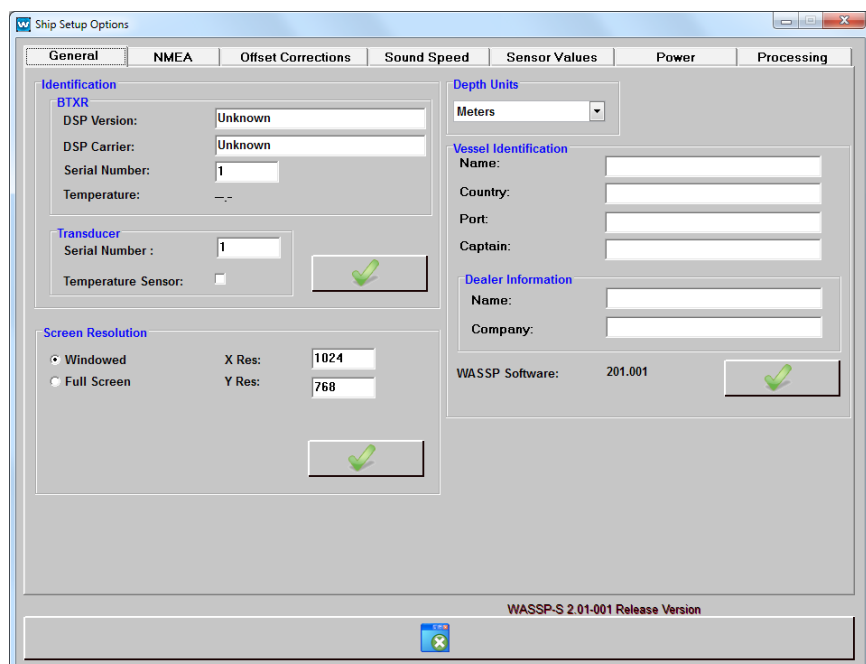 Ship Setup Options
General NMEA Offset Corrections Sound Speed Sensor Values Power Processing
Identification
BTXR
DSP Version: Unknown
DSP Carrier: Unknown
Serial Number: 1
Temperature: —.-
Transducer
Serial Number : 1
Temperature Sensor:
Screen Resolution
Windowed X Res: 1024
Full Screen Y Res: 768
Depth Units
Meters
Vessel Identification
Name:
Country:
Port:
Captain:
Dealer Information
Name:
Company:
WASSP Software: 201.001
WASSP-S 2.01-001 Release Version